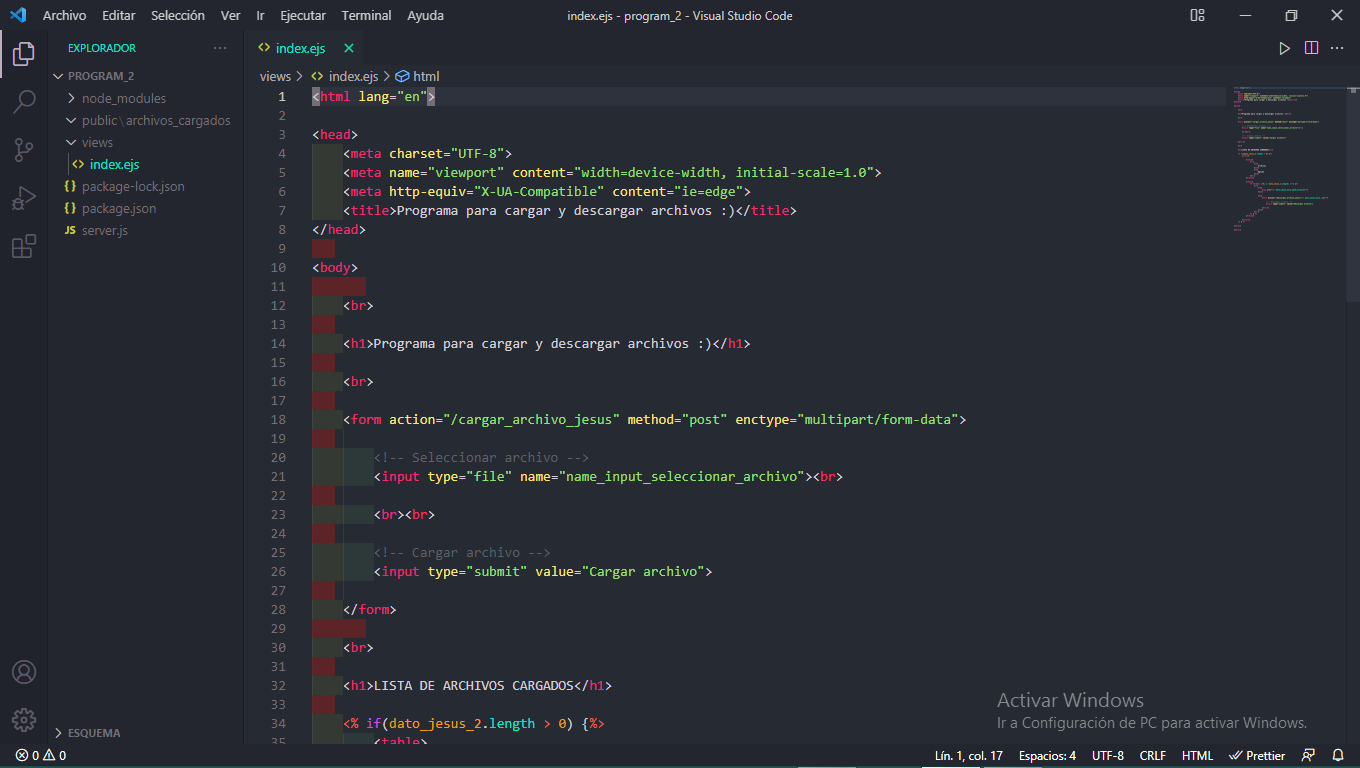 Archivo Editar Selección Ver Ir Ejecutar Terminal Ayuda
index.ejs - program_2 - Visual Studio Code
EXPLORADOR
PROGRAM_2
node_modules
public\archivos_cargados
views
index.ejs
package-lock.json
package.json
JS server.js
ESQUEMA
index.ejs
views > index.ejs > html
1 <html lang="en">
2
3 <head>
4 <meta charset="UTF-8">
5 <meta name="viewport" content="width=device-width, initial-scale=1.0">
6 <meta http-equiv="X-UA-Compatible" content="ie=edge">
7 <title>Programa para cargar y descargar archivos :)</title>
8 </head>
9
10 <body>
11
12 <br>
13
14 <h1>Programa para cargar y descargar archivos :)</h1>
15
16 <br>
17
18 <form action="/cargar_archivo_jesus" method="post" enctype="multipart/form-data">
19
20 <!-- Seleccionar archivo -->
21 <input type="file" name="name_input_seleccionar_archivo"><br>
22
23 <br><br>
24
25 <!-- Cargar archivo -->
26 <input type="submit" value="Cargar archivo">
27
28 </form>
29
30 <br>
31
32 <h1>LISTA DE ARCHIVOS CARGADOS</h1>
33
34 <% if(dato_jesus_2.length > 0) {%>
35 <table>
Activar Windows
Ir a Configuración de PC para activar Windows.
0 0
Lín. 1, col. 17 Espacios: 4 UTF-8 CRLF HTML Prettier